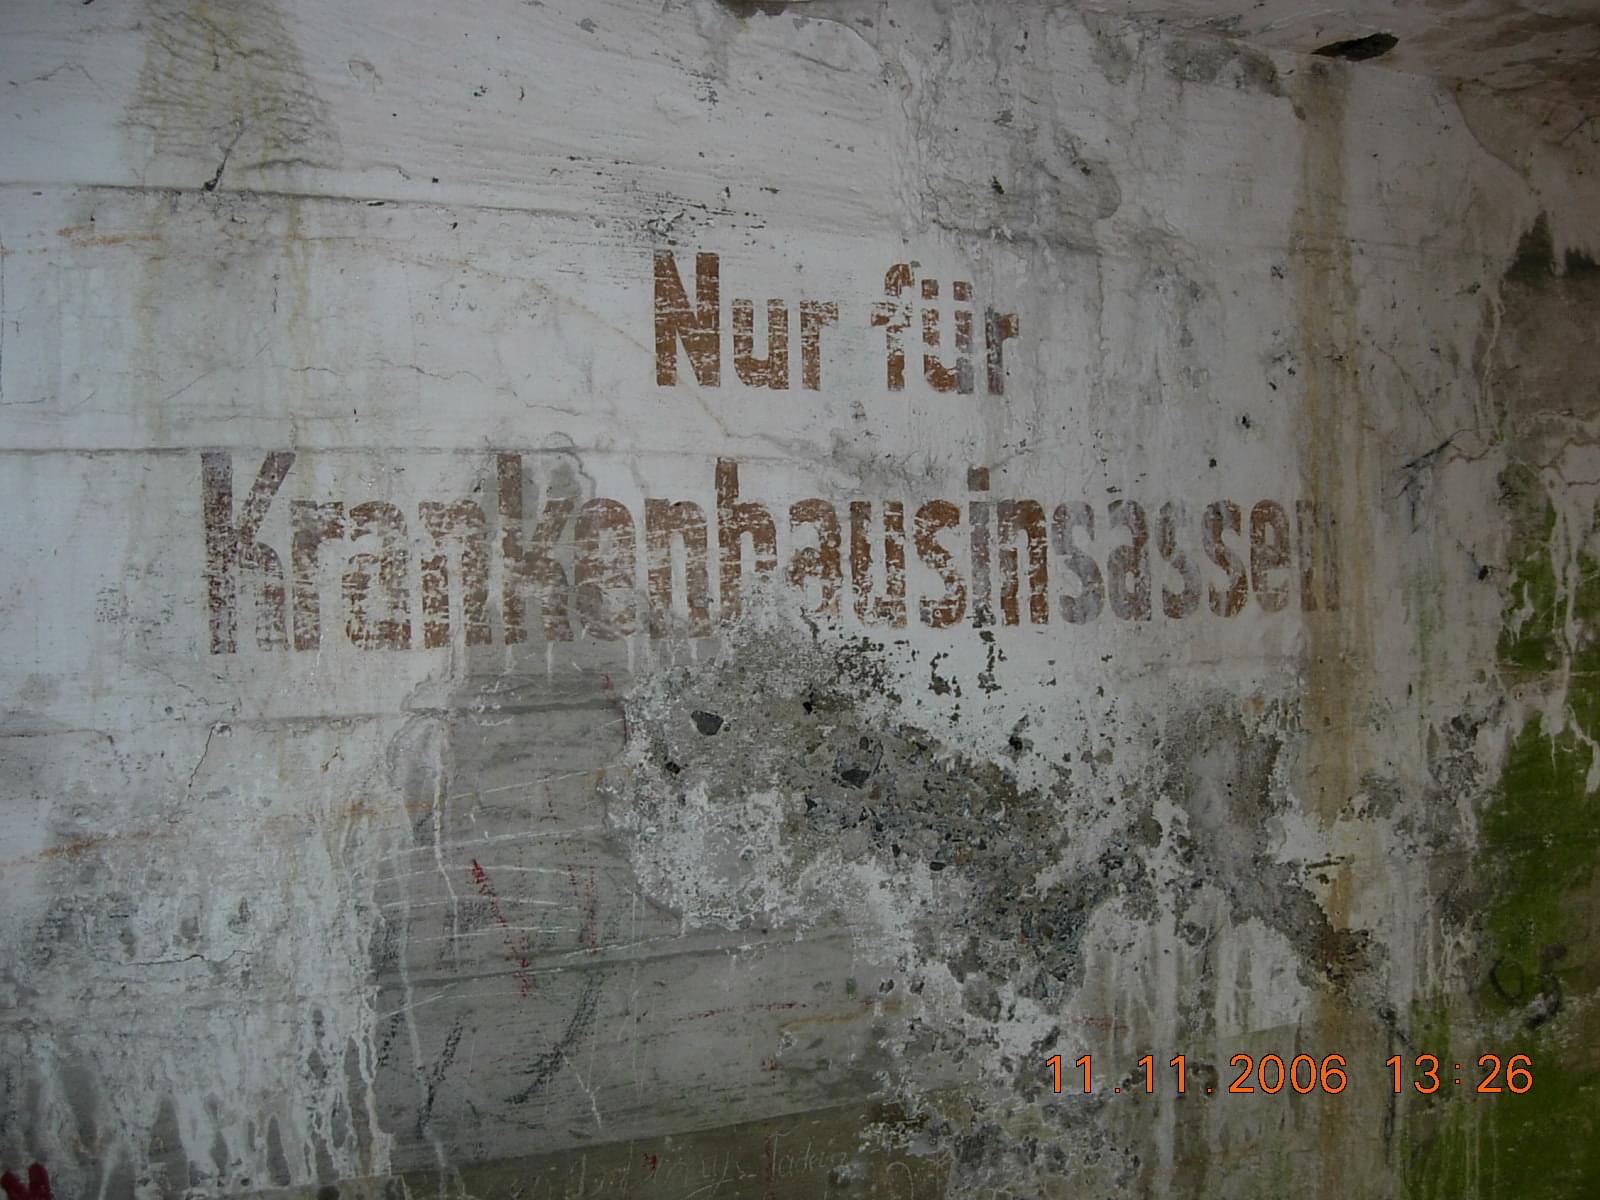 Nur für
Krankenhausinsassen
11.11.2006 13:26